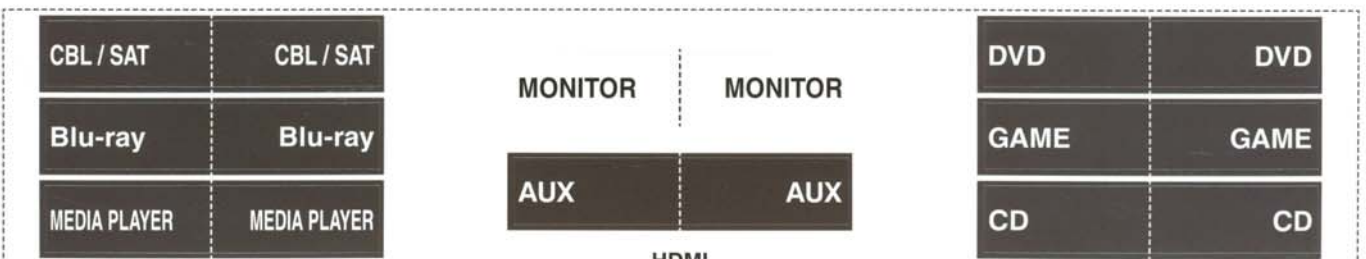 CBL / SAT CBL / SAT
Blu-ray Blu-ray
MEDIA PLAYER MEDIA PLAYER
MONITOR MONITOR
AUX AUX
HDMI
DVD DVD
GAME GAME
CD CD